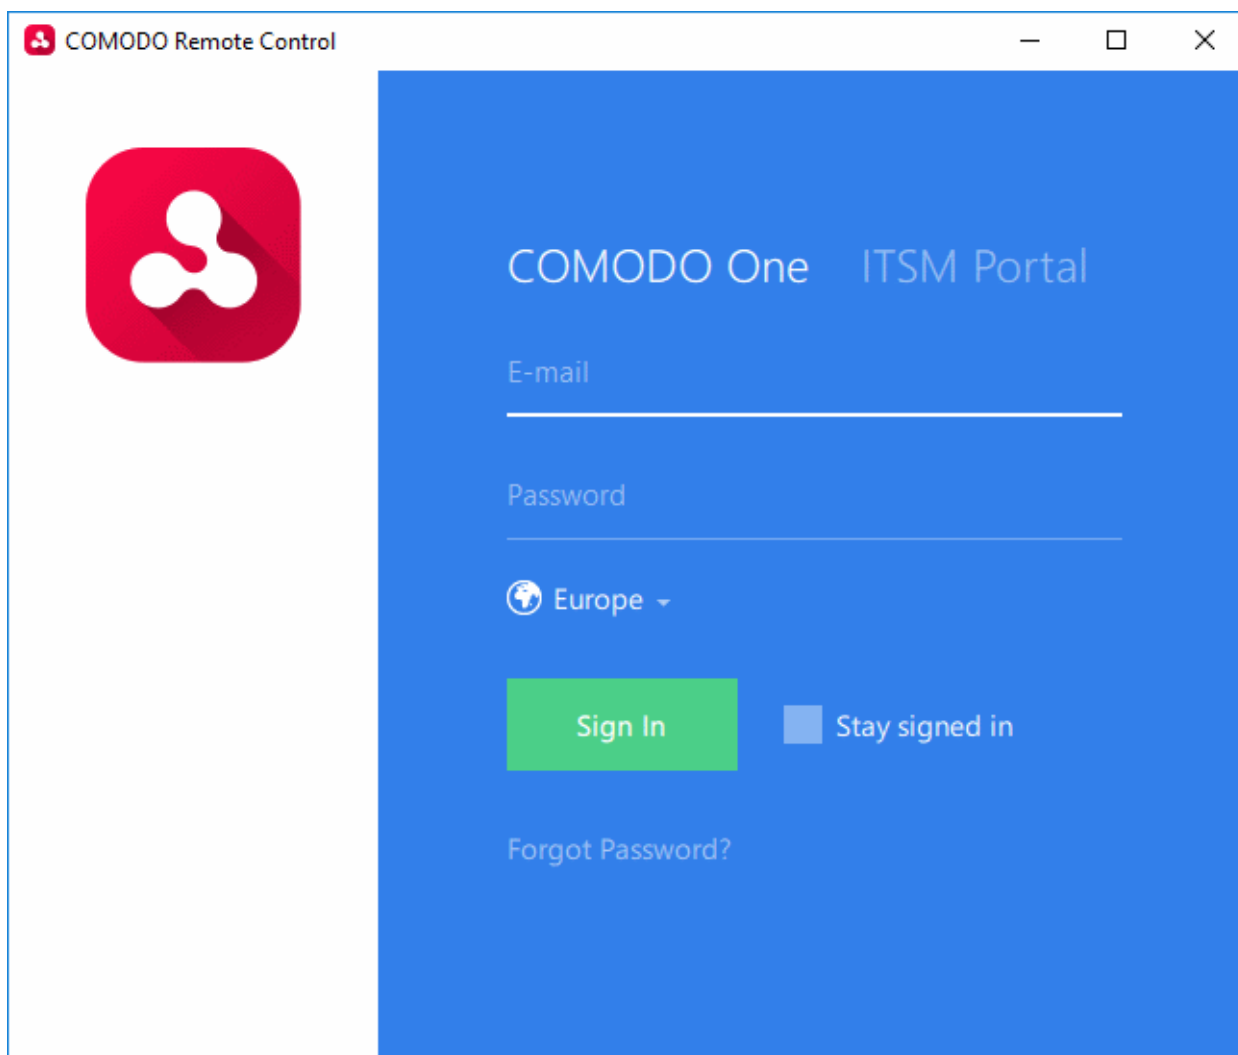 COMODO Remote Control
COMODO One ITSM Portal
E-mail
Password
Europe
Sign In Stay signed in
Forgot Password?